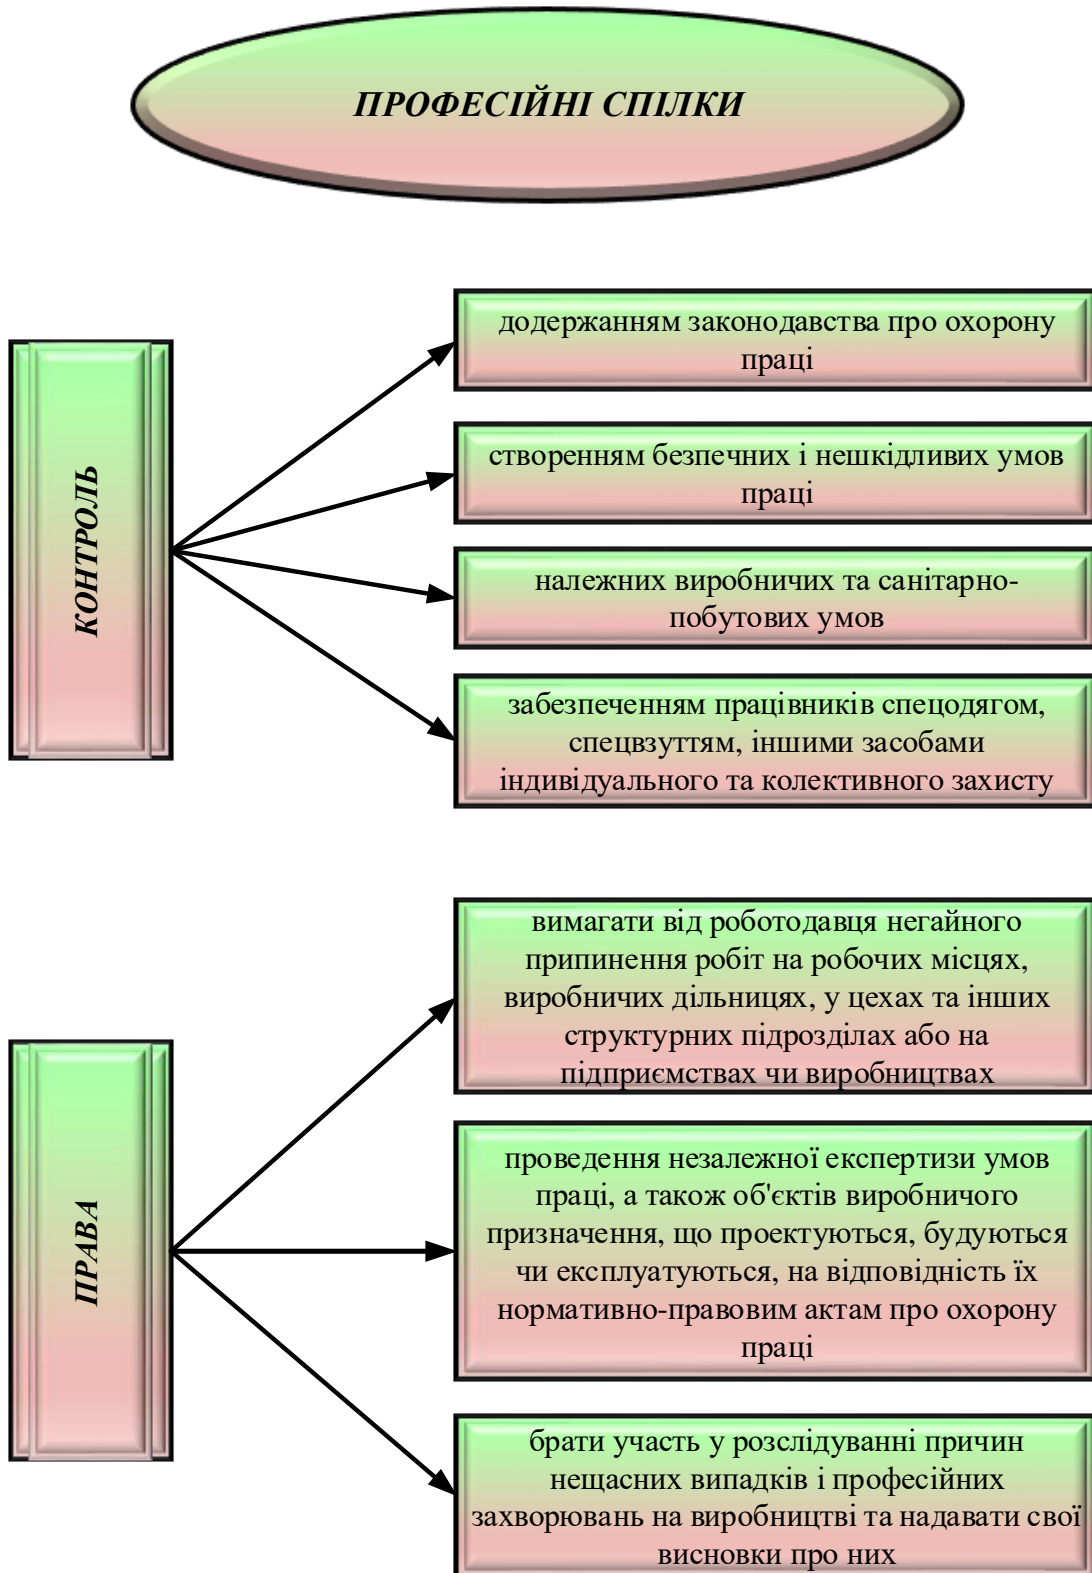 ПРОФЕСІЙНІ СПІЛКИ
КОНТРОЛЬ
додержанням законодавства про охорону
праці
створенням безпечних і нешкідливих умов
праці
належних виробничих та санітарно-
побутових умов
забезпеченням працівників спецодягом,
спецвзуттям, іншими засобами
індивідуального та колективного захисту
ПРАВА
вимагати від роботодавця негайного
припинення робіт на робочих місцях,
виробничих дільницях, у цехах та інших
структурних підрозділах або на
підприємствах чи виробництвах
проведення незалежної експертизи умов
праці, а також об'єктів виробничого
призначення, що проектуються, будуються
чи експлуатуються, на відповідність їх
нормативно-правовим актам про охорону
праці
брати участь у розслідуванні причин
нещасних випадків і професійних
захворювань на виробництві та надавати свої
висновки про них